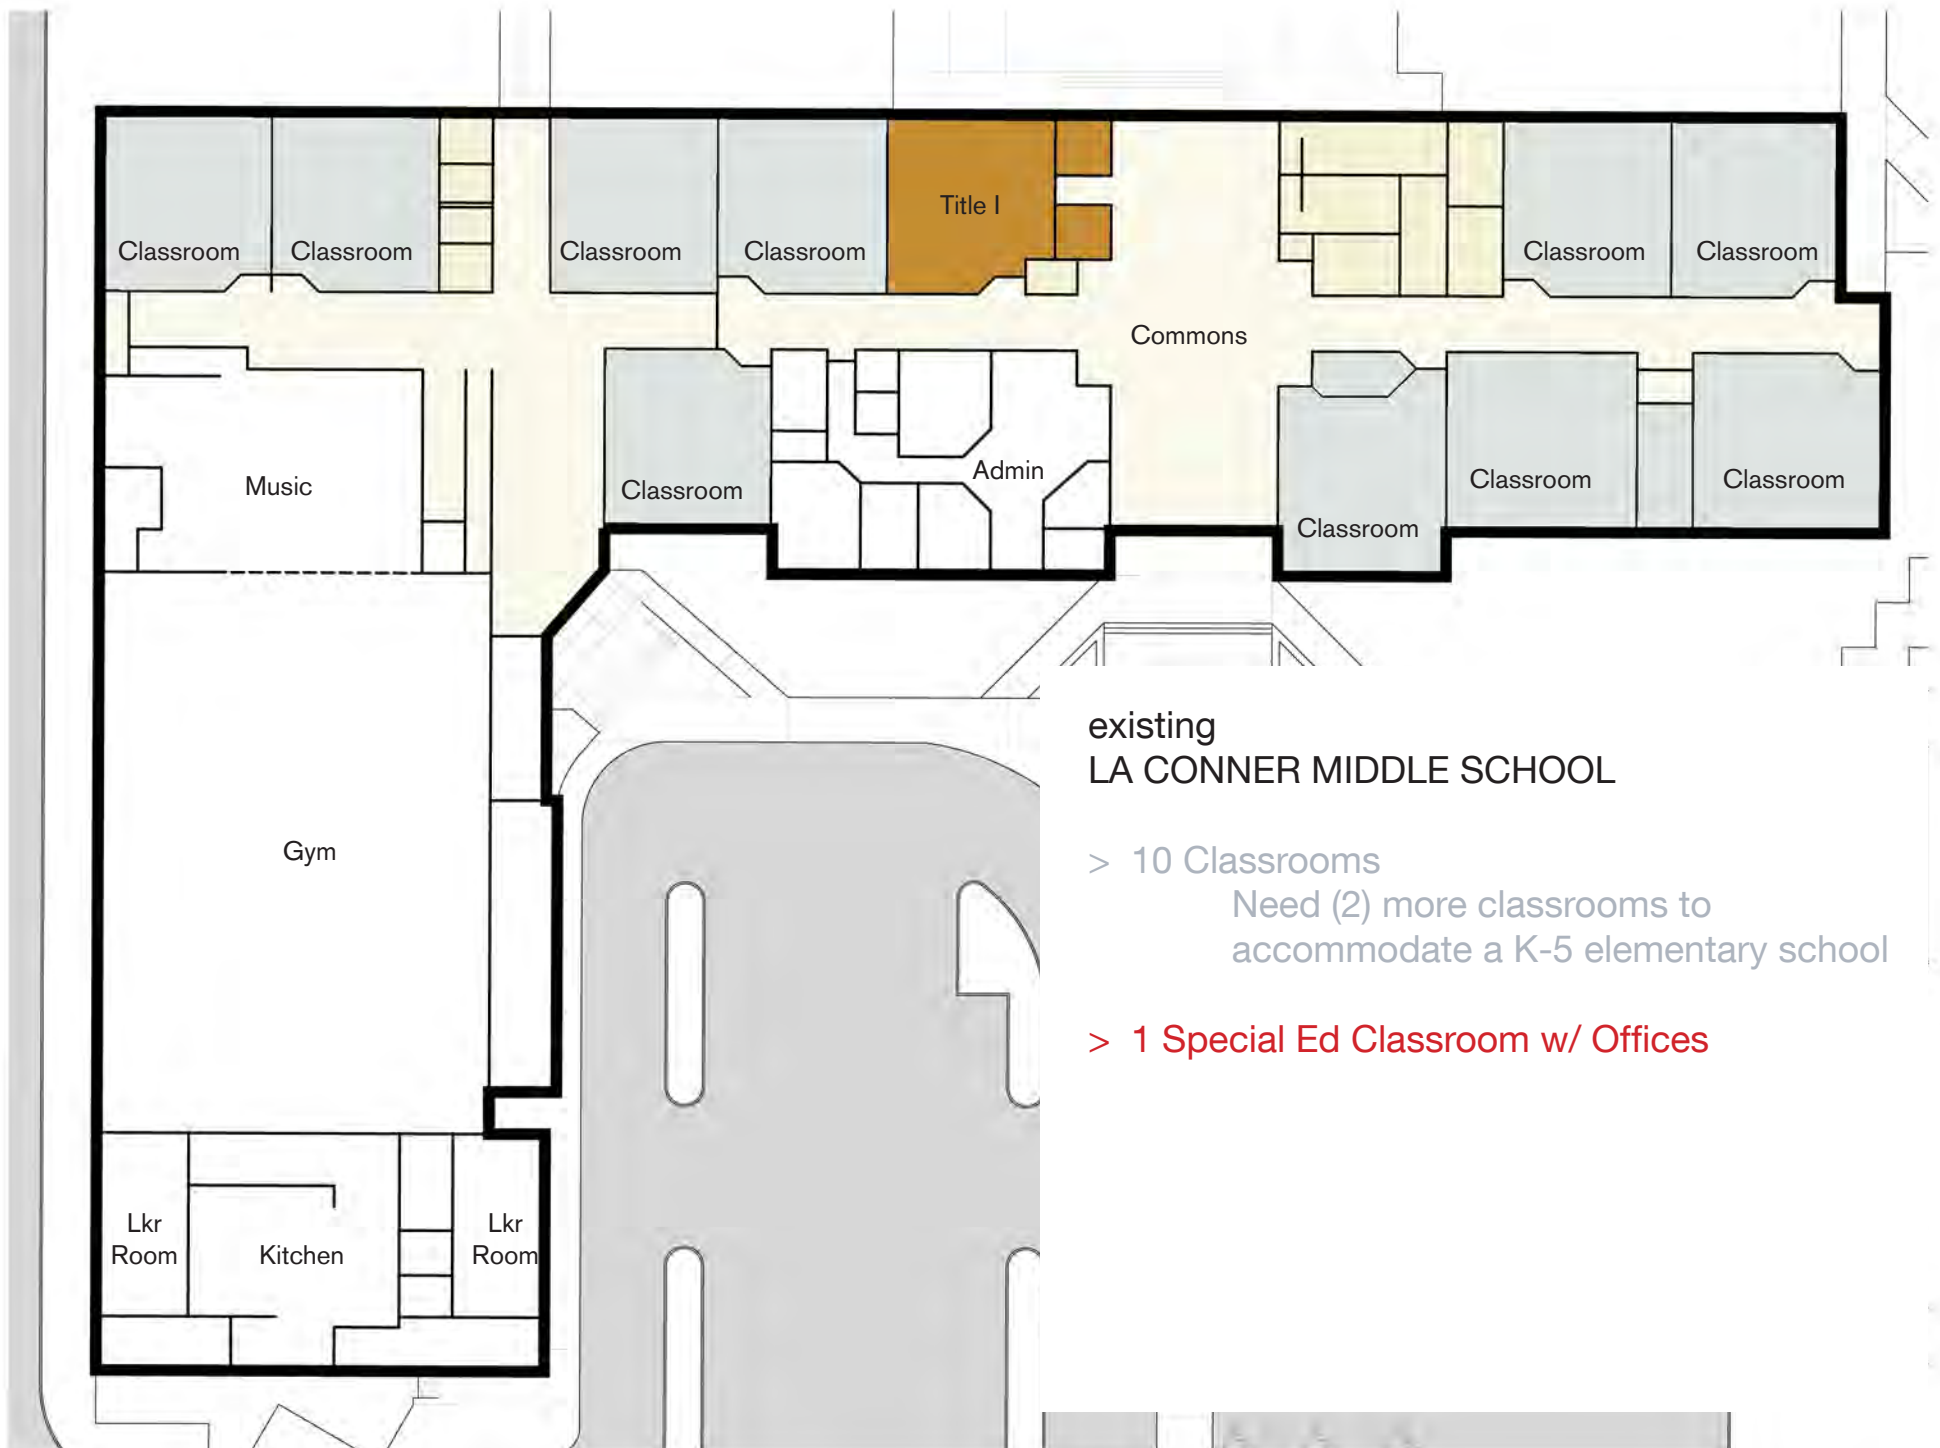 Title I
Classroom
Classroom
Classroom
Classroom
Classroom
Classroom
Commons
Music
Classroom
Admin
Classroom
Classroom
Classroom
existing
LA CONNER MIDDLE SCHOOL
Gym
> 10 Classrooms
Need (2) more classrooms to
accommodate a K-5 elementary school
> 1 Special Ed Classroom w/ Offices
Lkr
Room
Kitchen
Lkr
Room